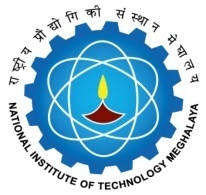 राष्ट्रीय प्रौद्योगिकी संस्थान मेघालय
NATIONAL INSTITUTE OF TECHNOLOGY MEGHALAYA